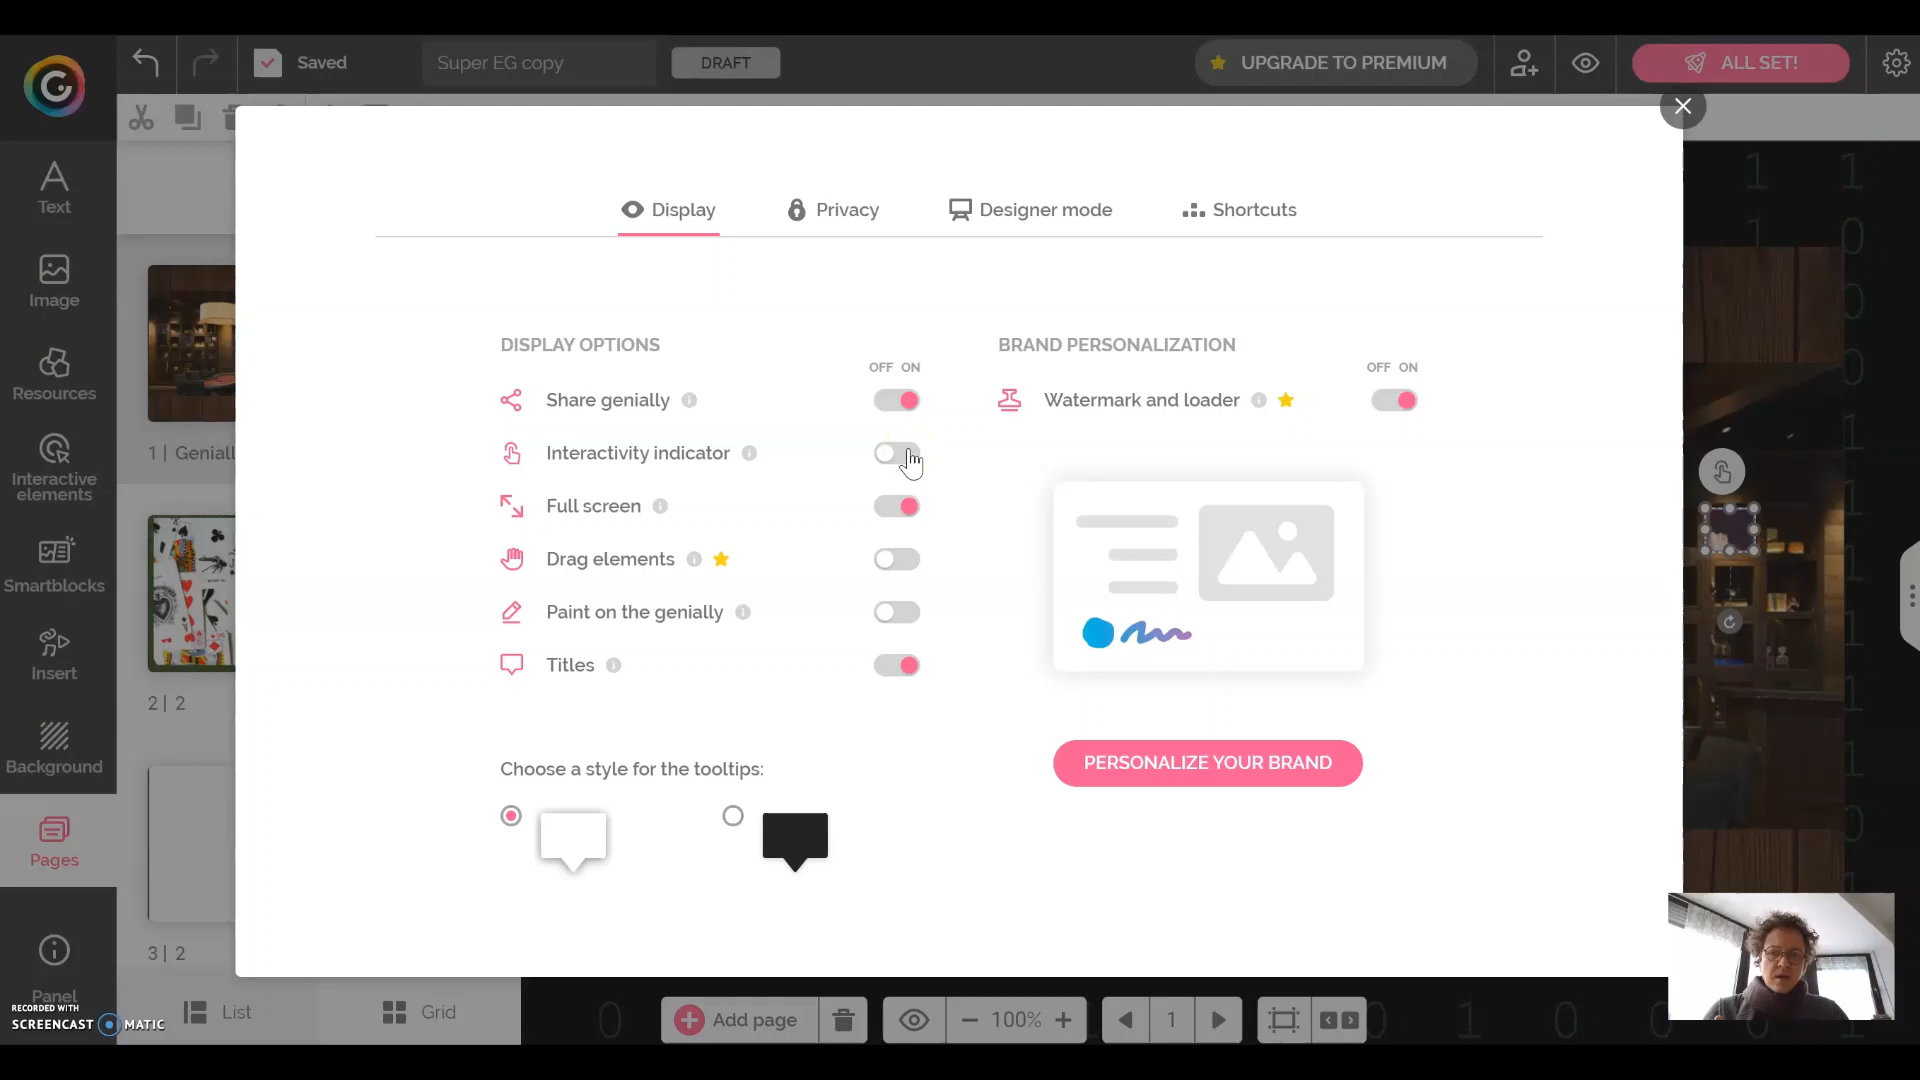 Saved
Super EG copy
DRAFT
UPGRADE TO PREMIUM
ALL SET!
Text
Image
Resources
Interactive
elements
Smartblocks
Insert
Background
Pages
Panel
Display
Privacy
Designer mode
Shortcuts
DISPLAY OPTIONS
OFF ON
Share genially
Interactivity indicator
Full screen
Drag elements
Paint on the genially
Titles
Choose a style for the tooltips:
BRAND PERSONALIZATION
OFF ON
Watermark and loader
PERSONALIZE YOUR BRAND
1 | Geniall
2 | 2
3 | 2
List
Grid
Add page
100%
1
RECORDED WITH
SCREENCAST MATIC